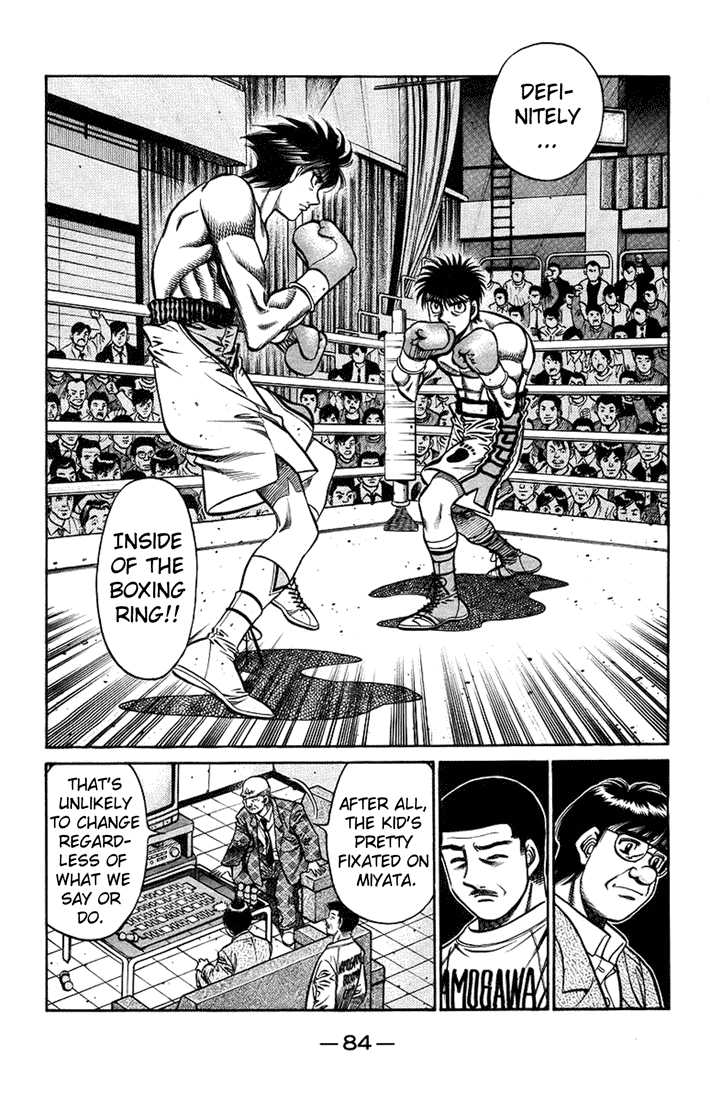 DEFI-
NITELY
...
INSIDE
OF THE
BOXING
RING!!
AFTER ALL,
THE KID'S
PRETTY
FIXATED ON
MIYATA.
THAT'S
UNLIKELY
TO CHANGE
REGARD-
LESS OF
WHAT WE
SAY OR
DO.
AMOGAWA
—84—